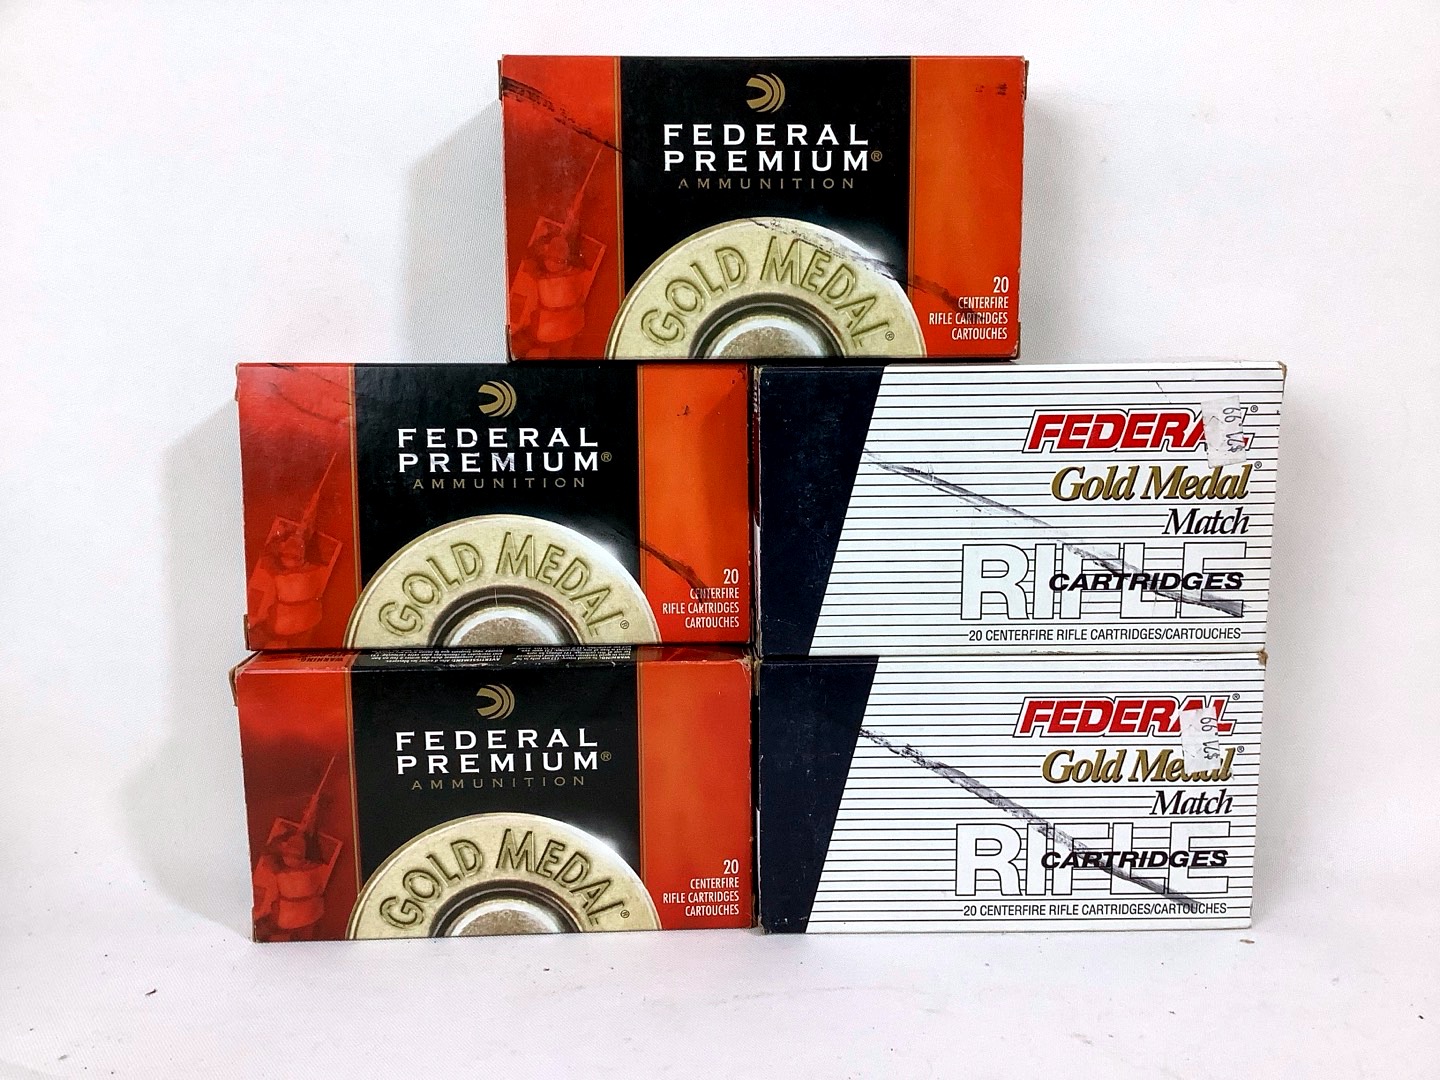 FEDERAL
PREMIUM®
AMMUNITION
GOLD MEDAL®
20
CENTERFIRE
RIFLE CARTRIDGES
CARTOUCHES
FEDERAL
PREMIUM®
AMMUNITION
GOLD MEDAL®
20
CENTERFIRE
RIFLE CARTRIDGES
CARTOUCHES
FEDERAL®
Gold Medal®
Match
RIFLE
CARTRIDGES
20 CENTERFIRE RIFLE CARTRIDGES/CARTOUCHES
WARNING:
FEDERAL
PREMIUM®
AMMUNITION
GOLD MEDAL®
20
CENTERFIRE
RIFLE CARTRIDGES
CARTOUCHES
FEDERAL®
Gold Medal®
Match
RIFLE
CARTRIDGES
20 CENTERFIRE RIFLE CARTRIDGES/CARTOUCHES